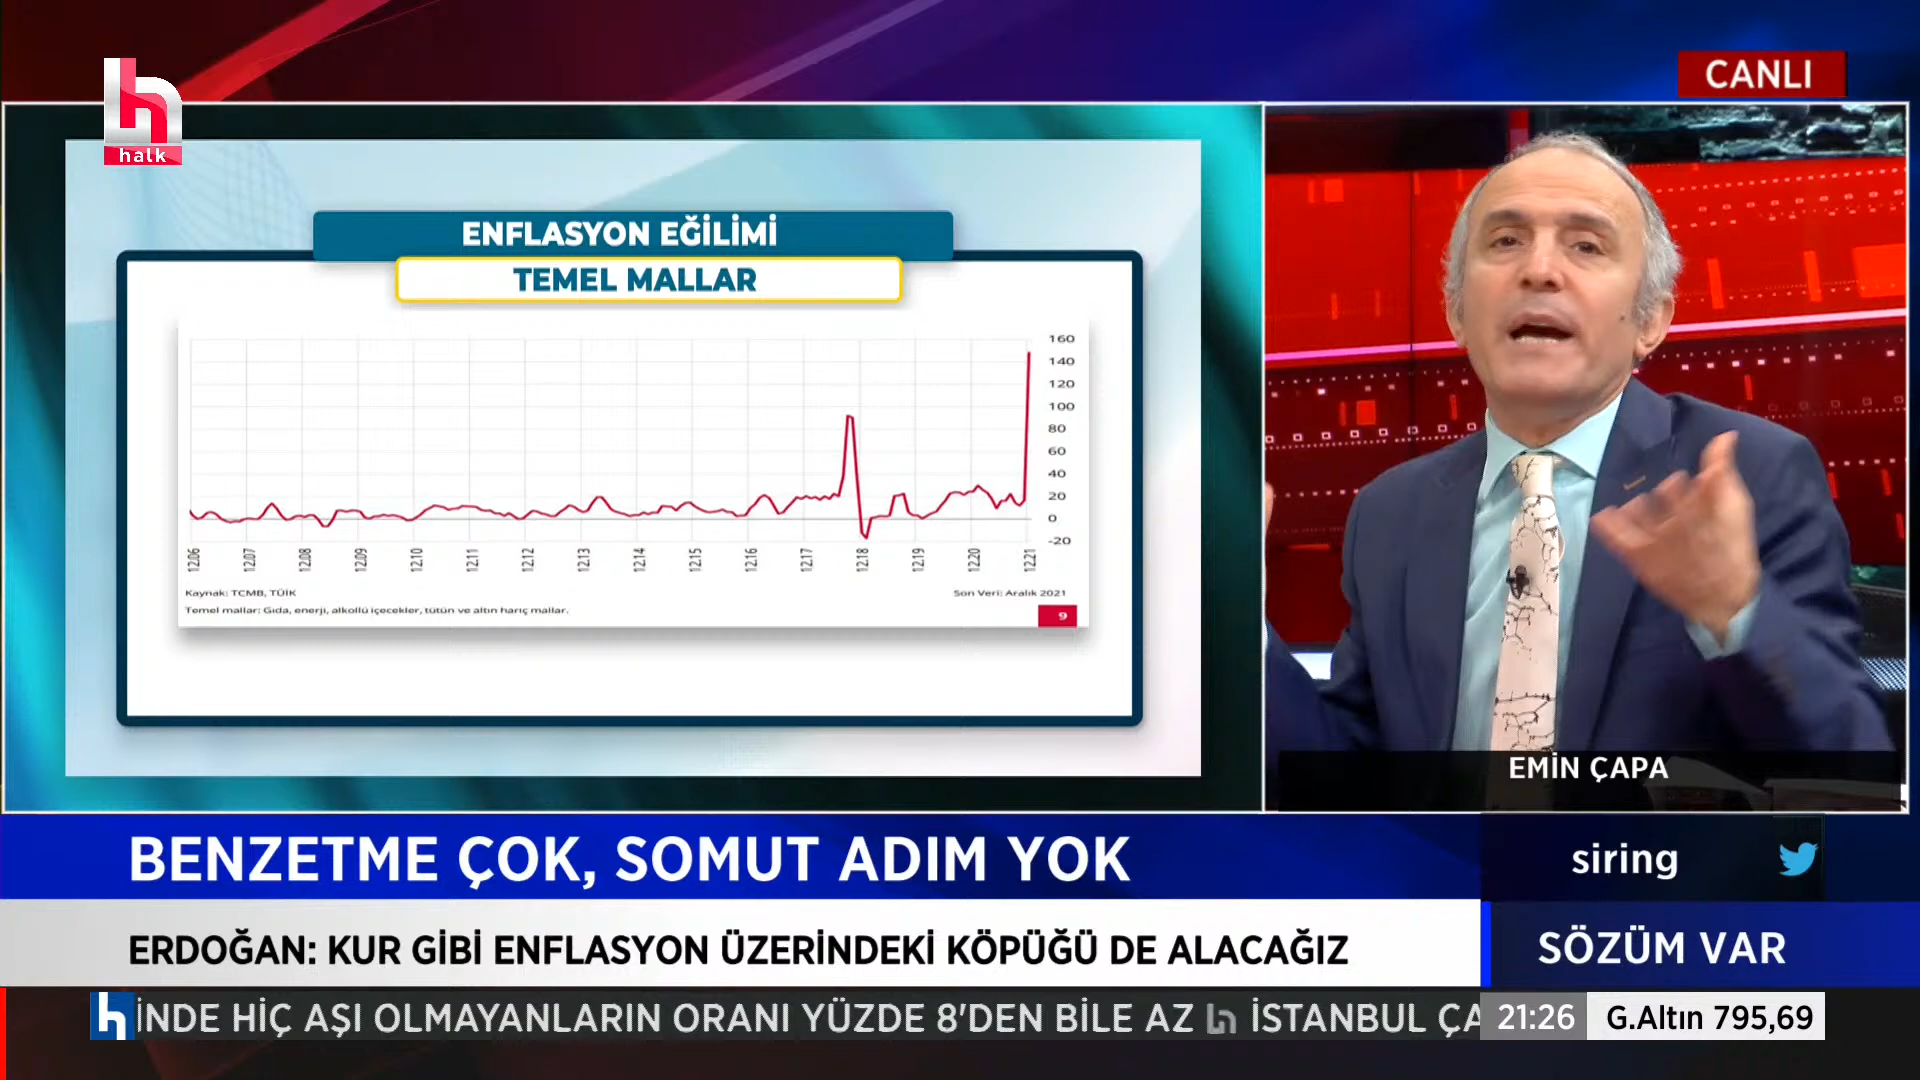 CANLI
halk
ENFLASYON EĞİLİMİ
TEMEL MALLAR
160
140
120
100
80
60
40
20
0
-20
12.06
12.07
12.08
12.09
12.10
12.11
12.12
12.13
12.14
12.15
12.16
12.17
12.18
12.19
12.20
12.21
Kaynak: TCMB, TÜİK
Son Veri: Aralık 2021
Temel mallar: Gıda, enerji, alkollü içecekler, tütün ve altın hariç mallar.
9
EMİN ÇAPA
BENZETME ÇOK, SOMUT ADIM YOK
siring
ERDOĞAN: KUR GİBİ ENFLASYON ÜZERİNDEKİ KÖPÜĞÜ DE ALACAĞIZ
SÖZÜM VAR
İNDE HİÇ AŞI OLMAYANLARIN ORANI YÜZDE 8'DEN BİLE AZ İSTANBUL ÇA
21:26
G.Altın 795,69